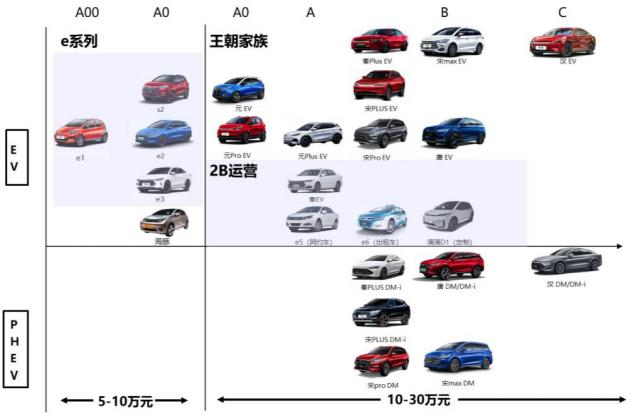 A00 A0 A0 A B C
e系列 王朝家族
秦Plus EV 宋max EV 汉 EV
s2 元 EV 宋PLUS EV
EV
e1 e2 元Pro EV 元Plus EV 宋Pro EV 唐 EV
2B运营
e3 秦EV
海豚 e5（网约车） e6（出租车） 滴滴D1（定制）
秦PLUS DM-i 唐 DM/DM-i 汉 DM/DM-i
PHEV
宋PLUS DM-i
宋pro DM 宋max DM
5-10万元 10-30万元